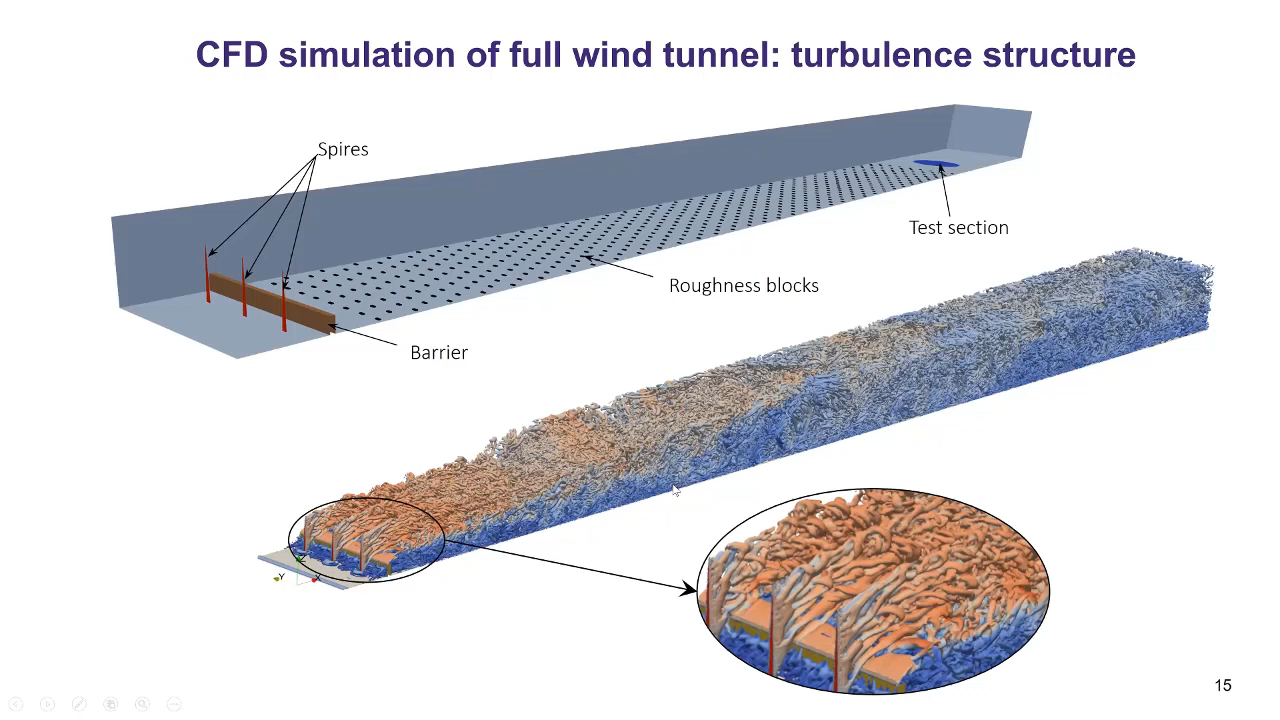 CFD simulation of full wind tunnel: turbulence structure
Spires
Test section
Roughness blocks
Barrier
Y
X
15